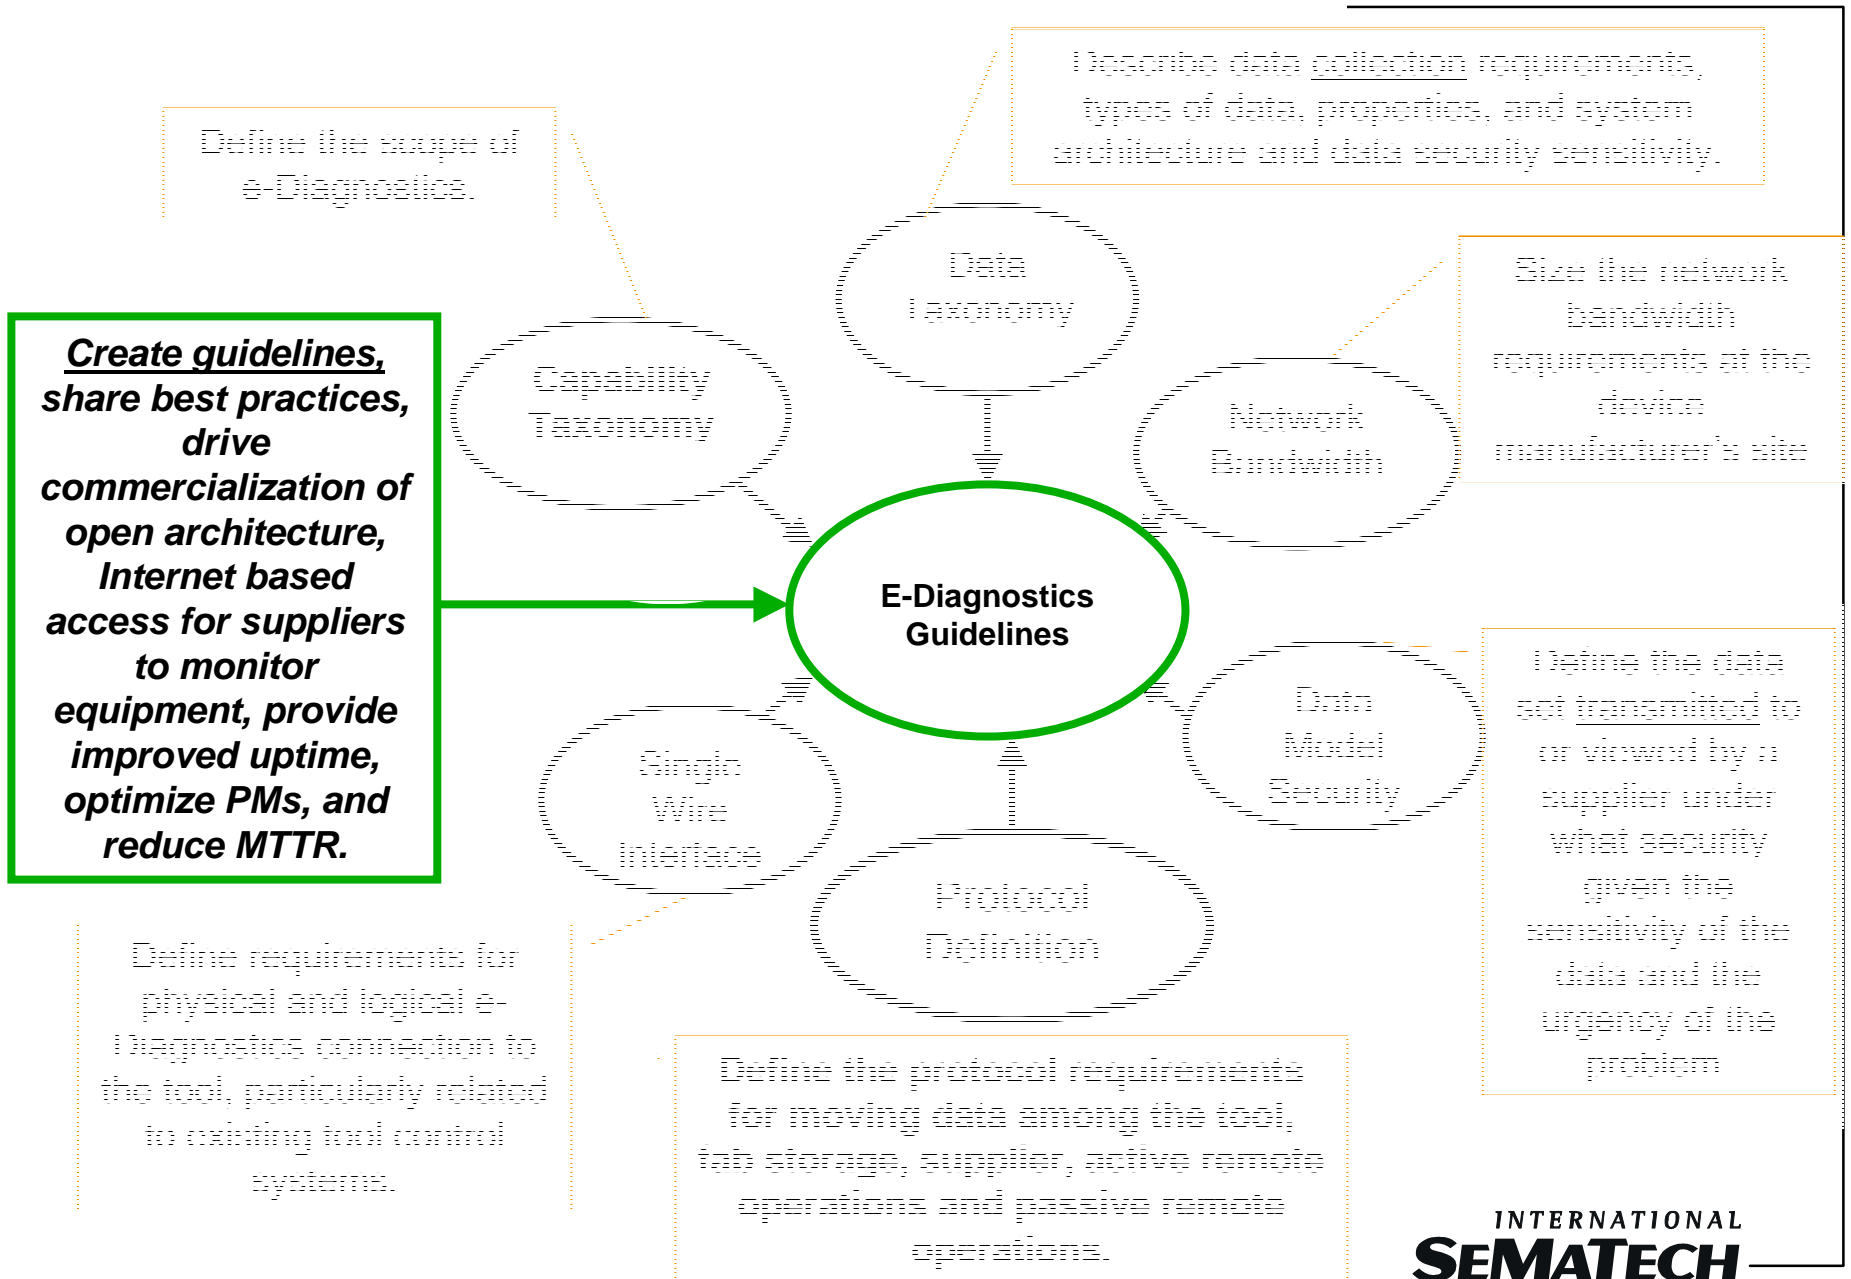 Describe data collection requirements,
types of data, properties, and system
architecture and data security sensitivity.
Define the scope of
e-Diagnostics.
Data
Taxonomy
Size the network
bandwidth
requirements at the
device
manufacturer's site
Capability
Taxonomy
Network
Bandwidth
Create guidelines,
share best practices,
drive
commercialization of
open architecture,
Internet based
access for suppliers
to monitor
equipment, provide
improved uptime,
optimize PMs, and
reduce MTTR.
E-Diagnostics
Guidelines
Data
Model
Security
Define the data
set transmitted to
or viewed by a
supplier under
what security
given the
sensitivity of the
data and the
urgency of the
problem
Single
Wire
Interface
Protocol
Definition
Define requirements for
physical and logical e-
Diagnostics connection to
the tool, particularly related
to existing tool control
systems.
Define the protocol requirements
for moving data among the tool,
fab storage, supplier, active remote
operations and passive remote
operations.
INTERNATIONAL
SEMATECH